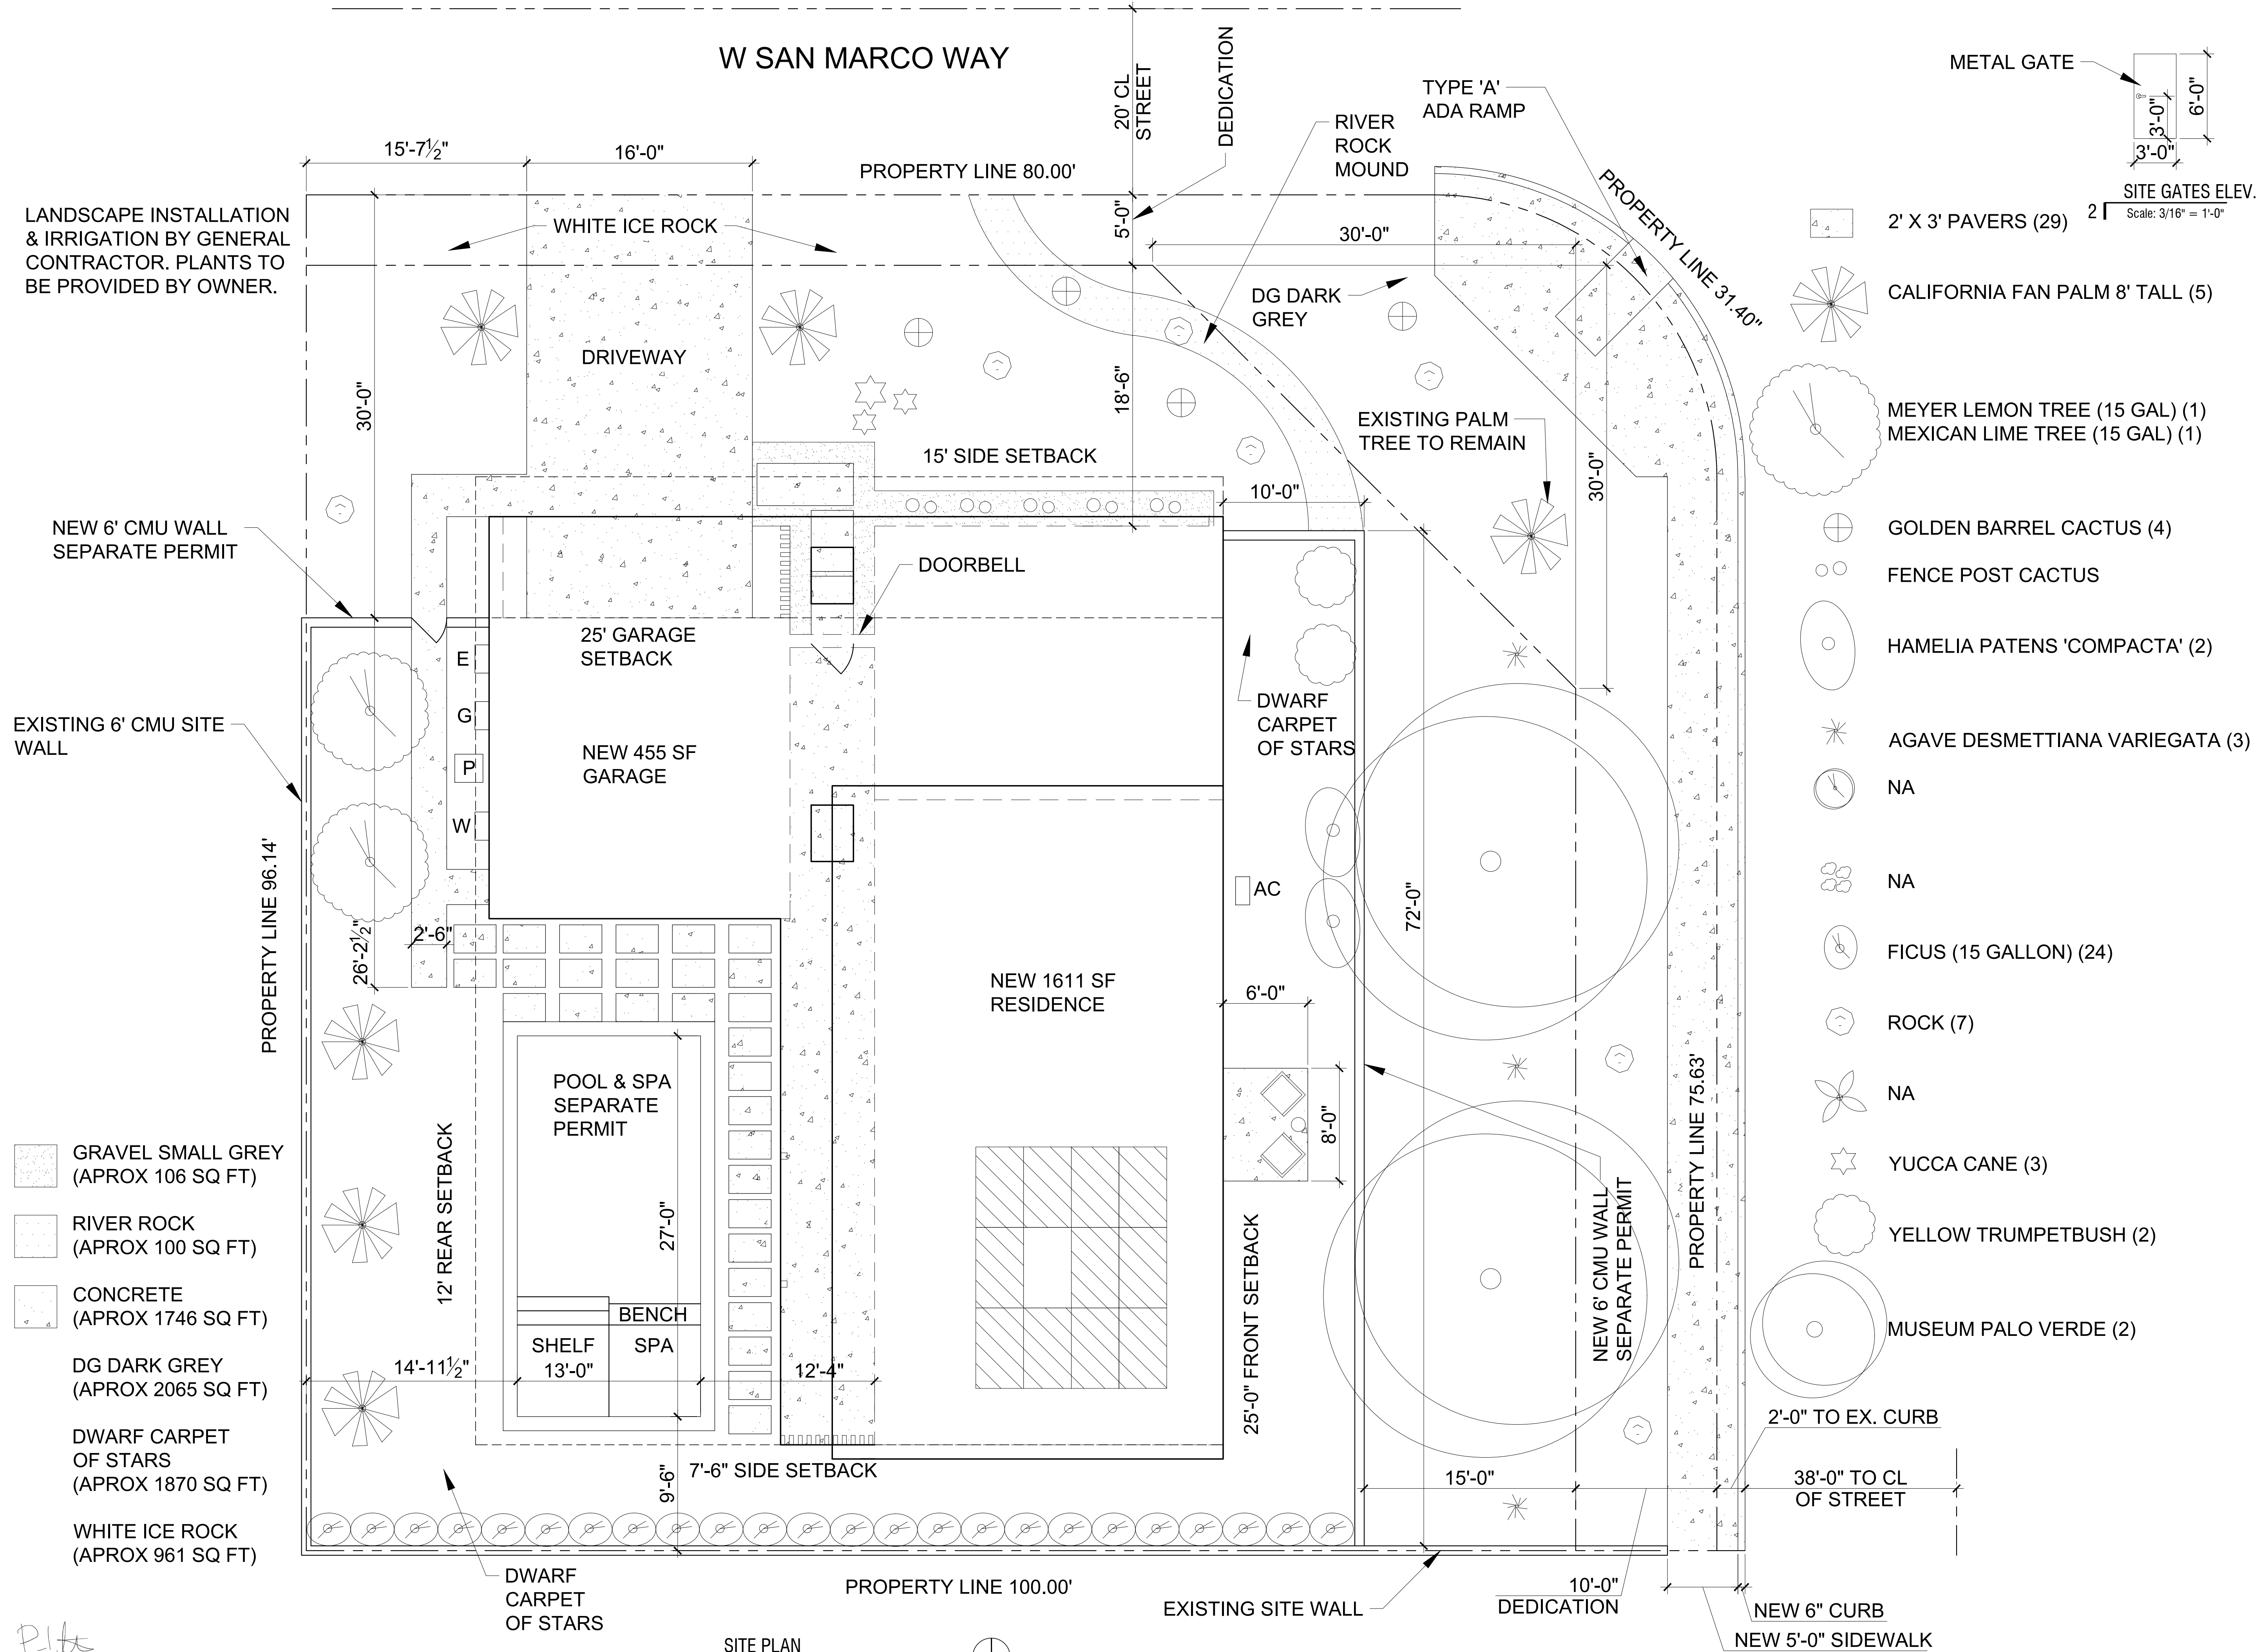 W SAN MARCO WAY
20' CL
STREET
DEDICATION
METAL GATE
3'-0"
6'-0"
3'-0"
SITE GATES ELEV.
2
Scale: 3/16" = 1'-0"
TYPE 'A'
ADA RAMP
RIVER
ROCK
MOUND
15'-7½"
16'-0"
PROPERTY LINE 80.00'
PROPERTY LINE 31.40"
LANDSCAPE INSTALLATION
& IRRIGATION BY GENERAL
CONTRACTOR. PLANTS TO
BE PROVIDED BY OWNER.
WHITE ICE ROCK
5'-0"
30'-0"
DG DARK
GREY
DRIVEWAY
30'-0"
18'-6"
EXISTING PALM
TREE TO REMAIN
15' SIDE SETBACK
30'-0"
10'-0"
NEW 6' CMU WALL
SEPARATE PERMIT
DOORBELL
25' GARAGE
SETBACK
E
G
P
W
EXISTING 6' CMU SITE
WALL
NEW 455 SF
GARAGE
DWARF
CARPET
OF STARS
PROPERTY LINE 96.14'
AC
72'-0"
26'-2½"
2'-6"
NEW 1611 SF
RESIDENCE
6'-0"
POOL & SPA
SEPARATE
PERMIT
8'-0"
12' REAR SETBACK
27'-0"
25'-0" FRONT SETBACK
NEW 6' CMU WALL
SEPARATE PERMIT
PROPERTY LINE 75.63'
BENCH
SHELF
SPA
14'-11½"
13'-0"
12'-4"
9'-6"
7'-6" SIDE SETBACK
15'-0"
2'-0" TO EX. CURB
38'-0" TO CL
OF STREET
DWARF
CARPET
OF STARS
PROPERTY LINE 100.00'
EXISTING SITE WALL
10'-0"
DEDICATION
NEW 6" CURB
NEW 5'-0" SIDEWALK
SITE PLAN
GRAVEL SMALL GREY
(APROX 106 SQ FT)
RIVER ROCK
(APROX 100 SQ FT)
CONCRETE
(APROX 1746 SQ FT)
DG DARK GREY
(APROX 2065 SQ FT)
DWARF CARPET
OF STARS
(APROX 1870 SQ FT)
WHITE ICE ROCK
(APROX 961 SQ FT)
2' X 3' PAVERS (29)
CALIFORNIA FAN PALM 8' TALL (5)
MEYER LEMON TREE (15 GAL) (1)
MEXICAN LIME TREE (15 GAL) (1)
GOLDEN BARREL CACTUS (4)
FENCE POST CACTUS
HAMELIA PATENS 'COMPACTA' (2)
AGAVE DESMETTIANA VARIEGATA (3)
NA
NA
FICUS (15 GALLON) (24)
ROCK (7)
NA
YUCCA CANE (3)
YELLOW TRUMPETBUSH (2)
MUSEUM PALO VERDE (2)